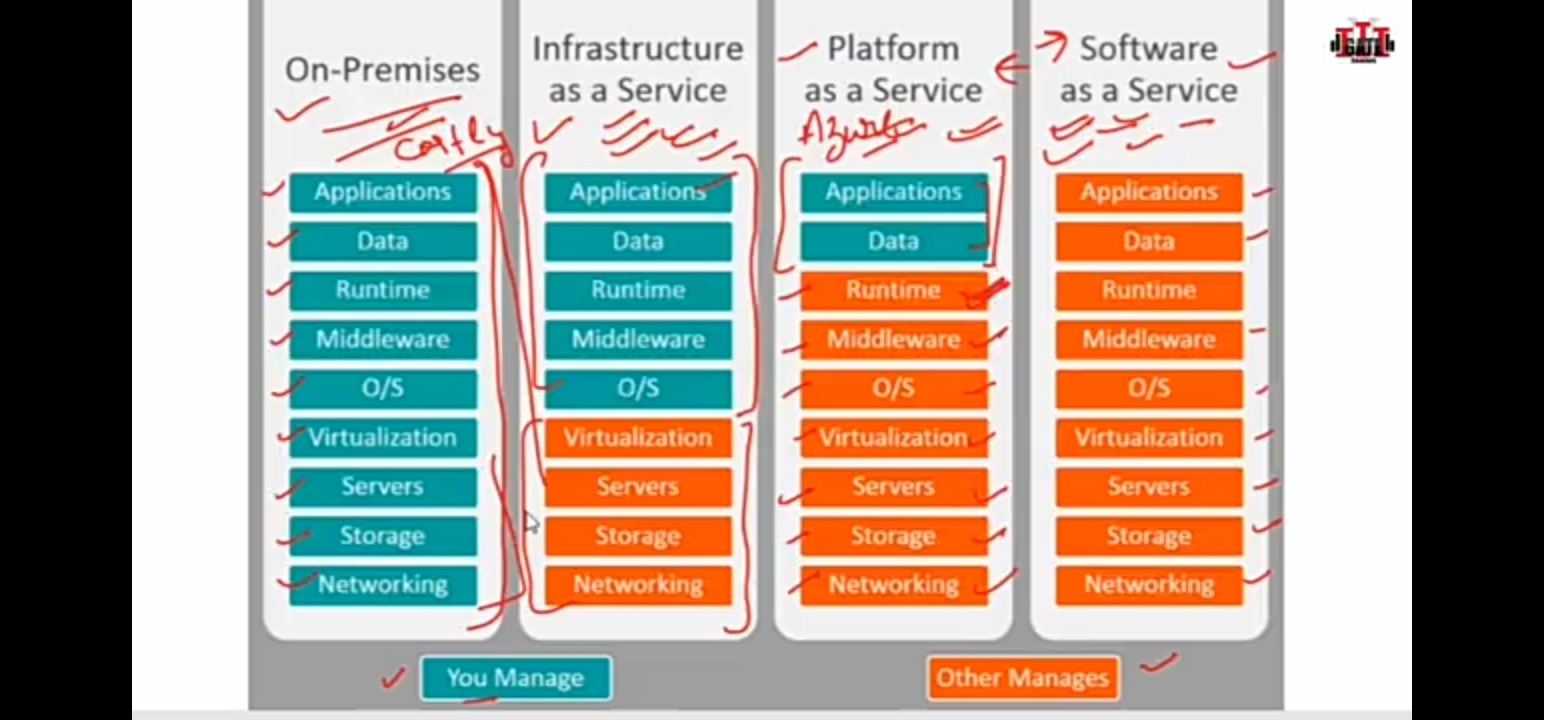 On-Premises
Costly
Applications
Data
Runtime
Middleware
O/S
Virtualization
Servers
Storage
Networking
Infrastructure
as a Service
Applications
Data
Runtime
Middleware
O/S
Virtualization
Servers
Storage
Networking
Platform
as a Service
Azure
Applications
Data
Runtime
Middleware
O/S
Virtualization
Servers
Storage
Networking
Software
as a Service
Applications
Data
Runtime
Middleware
O/S
Virtualization
Servers
Storage
Networking
You Manage
Other Manages
GATE